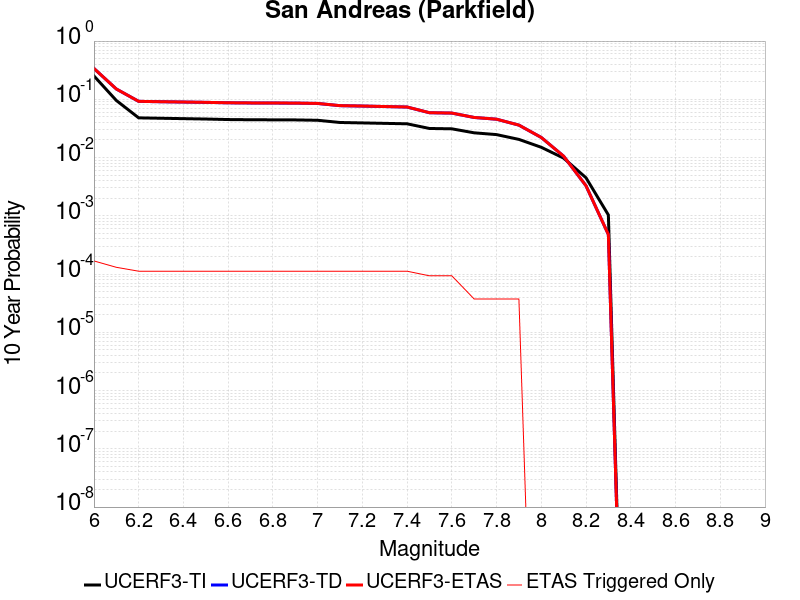 San Andreas (Parkfield)
10 0
10 -1
10 -2
10 -3
10 -4
10 -5
10 -6
10 -7
10 -8
10 Year Probability
6 6.2 6.4 6.6 6.8 7 7.2 7.4 7.6 7.8 8 8.2 8.4 8.6 8.8 9
Magnitude
UCERF3-TI UCERF3-TD UCERF3-ETAS ETAS Triggered Only